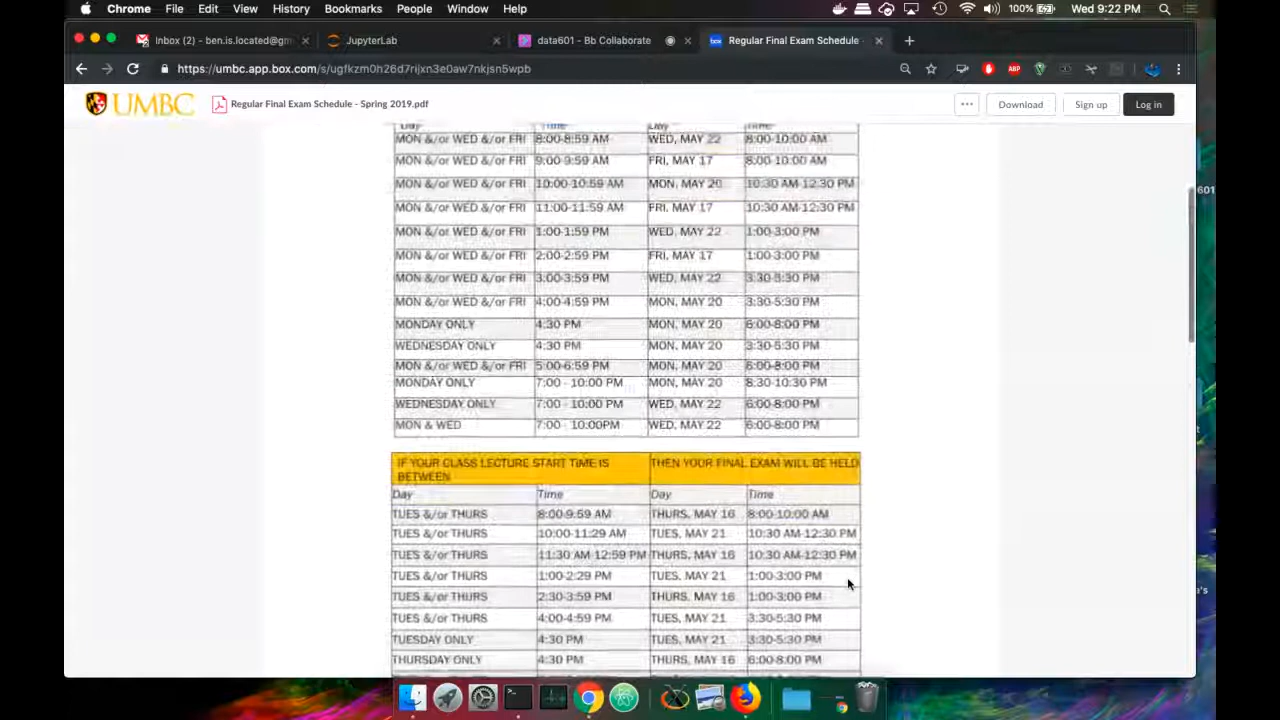 Chrome File Edit View History Bookmarks People Window Help 100% Wed 9:22 PM
Inbox (2) - ben.is.located@gm JupyterLab data601 - Bb Collaborate Regular Final Exam Schedule -
https://umbc.app.box.com/s/ugfkzm0h26d7rijxn3e0aw7nkjsn5wpb ABP
UMBC Regular Final Exam Schedule - Spring 2019.pdf Download Sign up Log in
Day Time Day Time
MON &/or WED &/or FRI 8:00-8:59 AM WED, MAY 22 8:00-10:00 AM
MON &/or WED &/or FRI 9:00-9:59 AM FRI, MAY 17 8:00-10:00 AM
MON &/or WED &/or FRI 10:00-10:59 AM MON, MAY 20 10:30 AM-12:30 PM
MON &/or WED &/or FRI 11:00-11:59 AM FRI, MAY 17 10:30 AM-12:30 PM
MON &/or WED &/or FRI 1:00-1:59 PM WED, MAY 22 1:00-3:00 PM
MON &/or WED &/or FRI 2:00-2:59 PM FRI, MAY 17 1:00-3:00 PM
MON &/or WED &/or FRI 3:00-3:59 PM WED, MAY 22 3:30-5:30 PM
MON &/or WED &/or FRI 4:00-4:59 PM MON, MAY 20 3:30-5:30 PM
MONDAY ONLY 4:30 PM MON, MAY 20 6:00-8:00 PM
WEDNESDAY ONLY 4:30 PM MON, MAY 20 3:30-5:30 PM
MON &/or WED &/or FRI 5:00-6:59 PM MON, MAY 20 6:00-8:00 PM
MONDAY ONLY 7:00 - 10:00 PM MON, MAY 20 8:30-10:30 PM
WEDNESDAY ONLY 7:00 - 10:00 PM WED, MAY 22 6:00-8:00 PM
MON & WED 7:00 - 10:00PM WED, MAY 22 6:00-8:00 PM
IF YOUR CLASS LECTURE START TIME IS THEN YOUR FINAL EXAM WILL BE HELD
BETWEEN
Day Time Day Time
TUES &/or THURS 8:00-9:59 AM THURS, MAY 16 8:00-10:00 AM
TUES &/or THURS 10:00-11:29 AM TUES, MAY 21 10:30 AM-12:30 PM
TUES &/or THURS 11:30 AM-12:59 PM THURS, MAY 16 10:30 AM-12:30 PM
TUES &/or THURS 1:00-2:29 PM TUES, MAY 21 1:00-3:00 PM
TUES &/or THURS 2:30-3:59 PM THURS, MAY 16 1:00-3:00 PM
TUES &/or THURS 4:00-4:59 PM TUES, MAY 21 3:30-5:30 PM
TUESDAY ONLY 4:30 PM TUES, MAY 21 3:30-5:30 PM
THURSDAY ONLY 4:30 PM THURS, MAY 16 6:00-8:00 PM
601